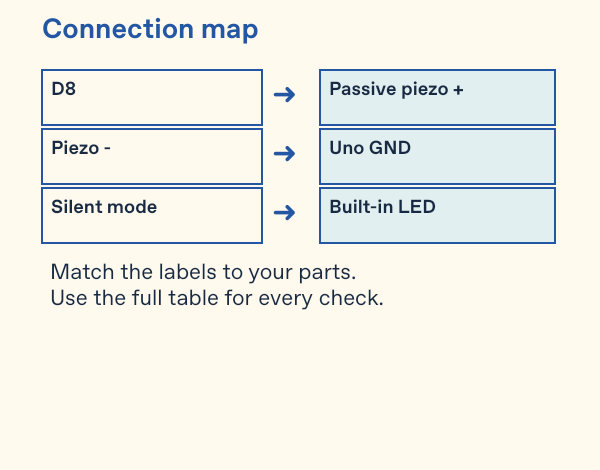 Connection map
D8 → Passive piezo +
Piezo - → Uno GND
Silent mode → Built-in LED
Match the labels to your parts.
Use the full table for every check.